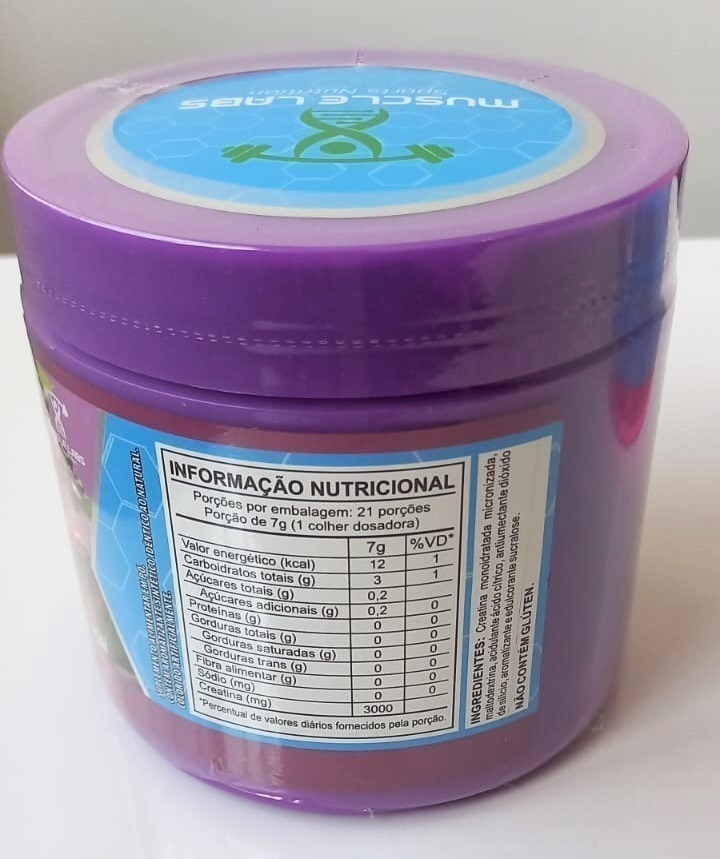 MUSCLE LABS
Sports Nutrition
INFORMAÇÃO NUTRICIONAL
Porções por embalagem: 21 porções
Porção de 7g (1 colher dosadora)
7g %VD*
Valor energético (kcal) 12 1
Carboidratos totais (g) 3 1
Açúcares totais (g) 0,2
Açúcares adicionais (g) 0,2 0
Proteínas (g) 0 0
Gorduras totais (g) 0 0
Gorduras saturadas (g) 0 0
Gorduras trans (g) 0 0
Fibra alimentar (g) 0 0
Sódio (mg) 0 0
Creatina (mg) 3000
*Percentual de valores diários fornecidos pela porção.
INGREDIENTES: Creatina monoidratada micronizada,
maltodextrina, acidulante ácido cítrico, antiumectante dióxido
de silício, aromatizante e edulcorante sucralose.
NÃO CONTÉM GLÚTEN.